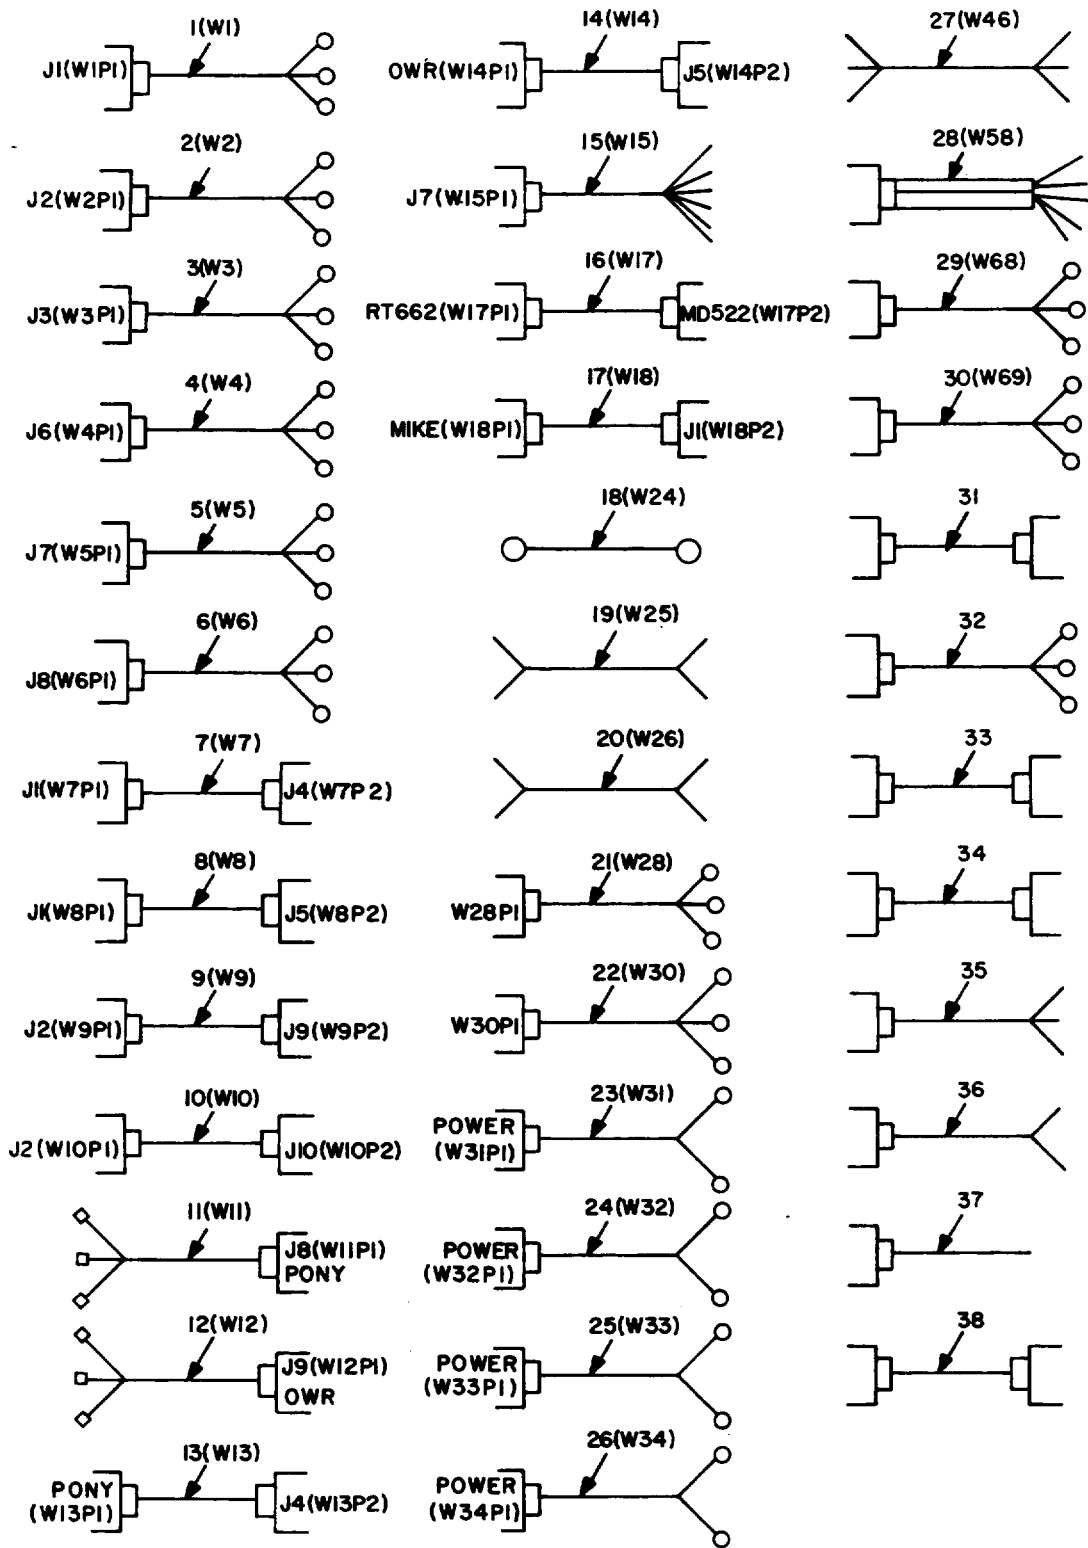 1(W1)
J1(W1P1)
2(W2)
J2(W2P1)
3(W3)
J3(W3P1)
4(W4)
J6(W4P1)
5(W5)
J7(W5P1)
6(W6)
J8(W6P1)
7(W7)
J1(W7P1)
J4(W7P2)
8(W8)
J1(W8P1)
J5(W8P2)
9(W9)
J2(W9P1)
J9(W9P2)
10(W10)
J2(W10P1)
J10(W10P2)
11(W11)
J8(W11P1)
PONY
12(W12)
J9(W12P1)
OWR
13(W13)
PONY
(W13P1)
J4(W13P2)
14(W14)
OWR(W14P1)
J5(W14P2)
15(W15)
J7(W15P1)
16(W17)
RT662(W17P1)
MD522(W17P2)
17(W18)
MIKE(W18P1)
J1(W18P2)
18(W24)
19(W25)
20(W26)
21(W28)
W28P1
22(W30)
W30P1
23(W31)
POWER
(W31P1)
24(W32)
POWER
(W32P1)
25(W33)
POWER
(W33P1)
26(W34)
POWER
(W34P1)
27(W46)
28(W58)
29(W68)
30(W69)
31
32
33
34
35
36
37
38